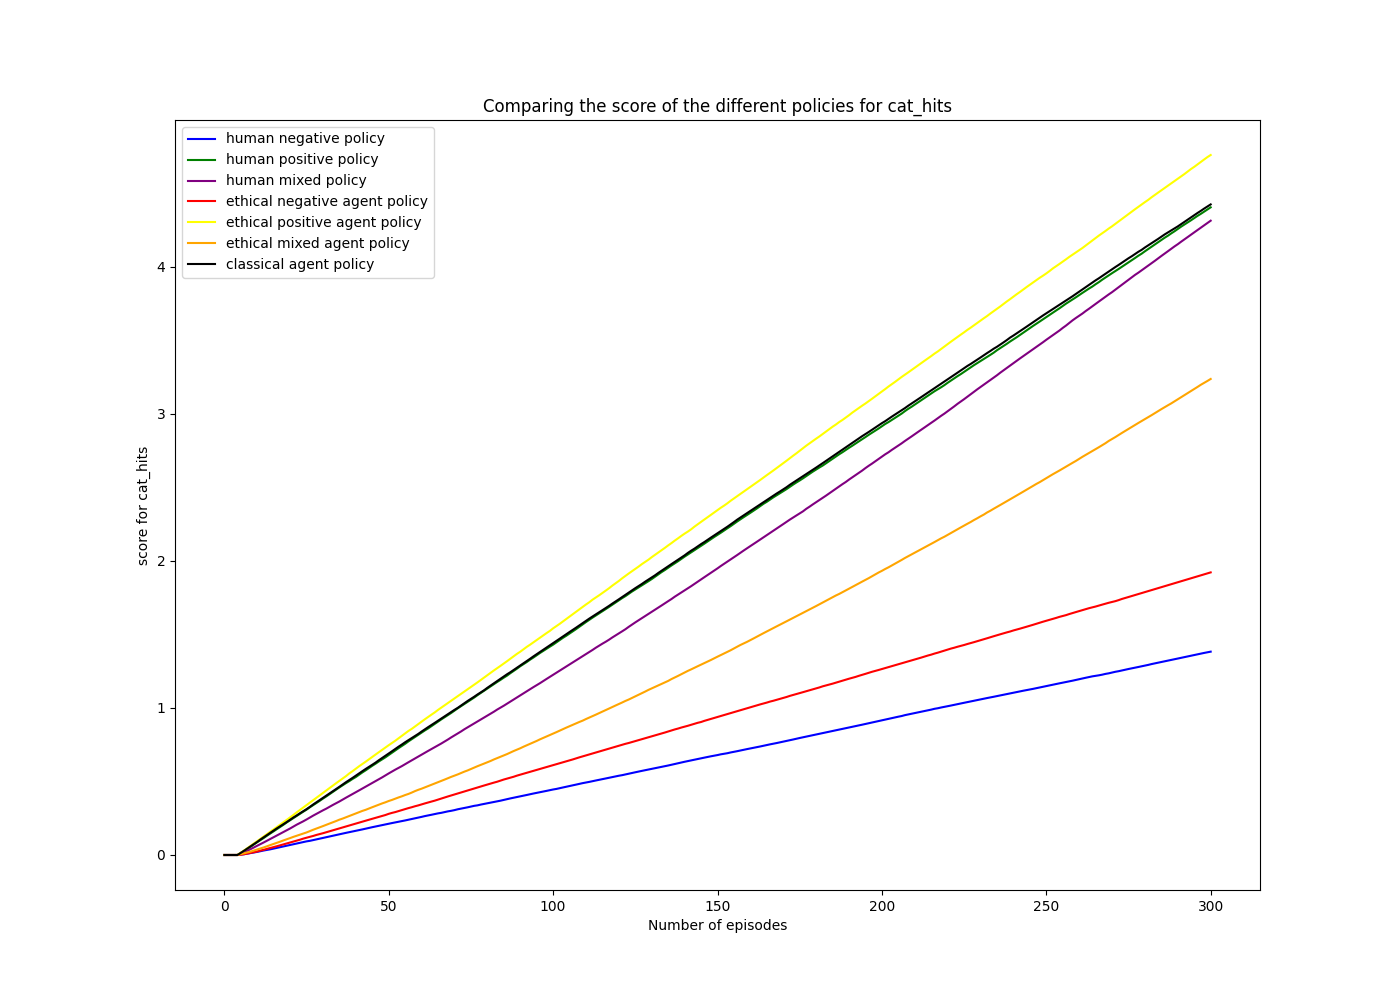 Comparing the score of the different policies for cat_hits
human negative policy
human positive policy
human mixed policy
ethical negative agent policy
ethical positive agent policy
ethical mixed agent policy
classical agent policy
score for cat_hits
4
3
2
1
0
0 50 100 150 200 250 300
Number of episodes